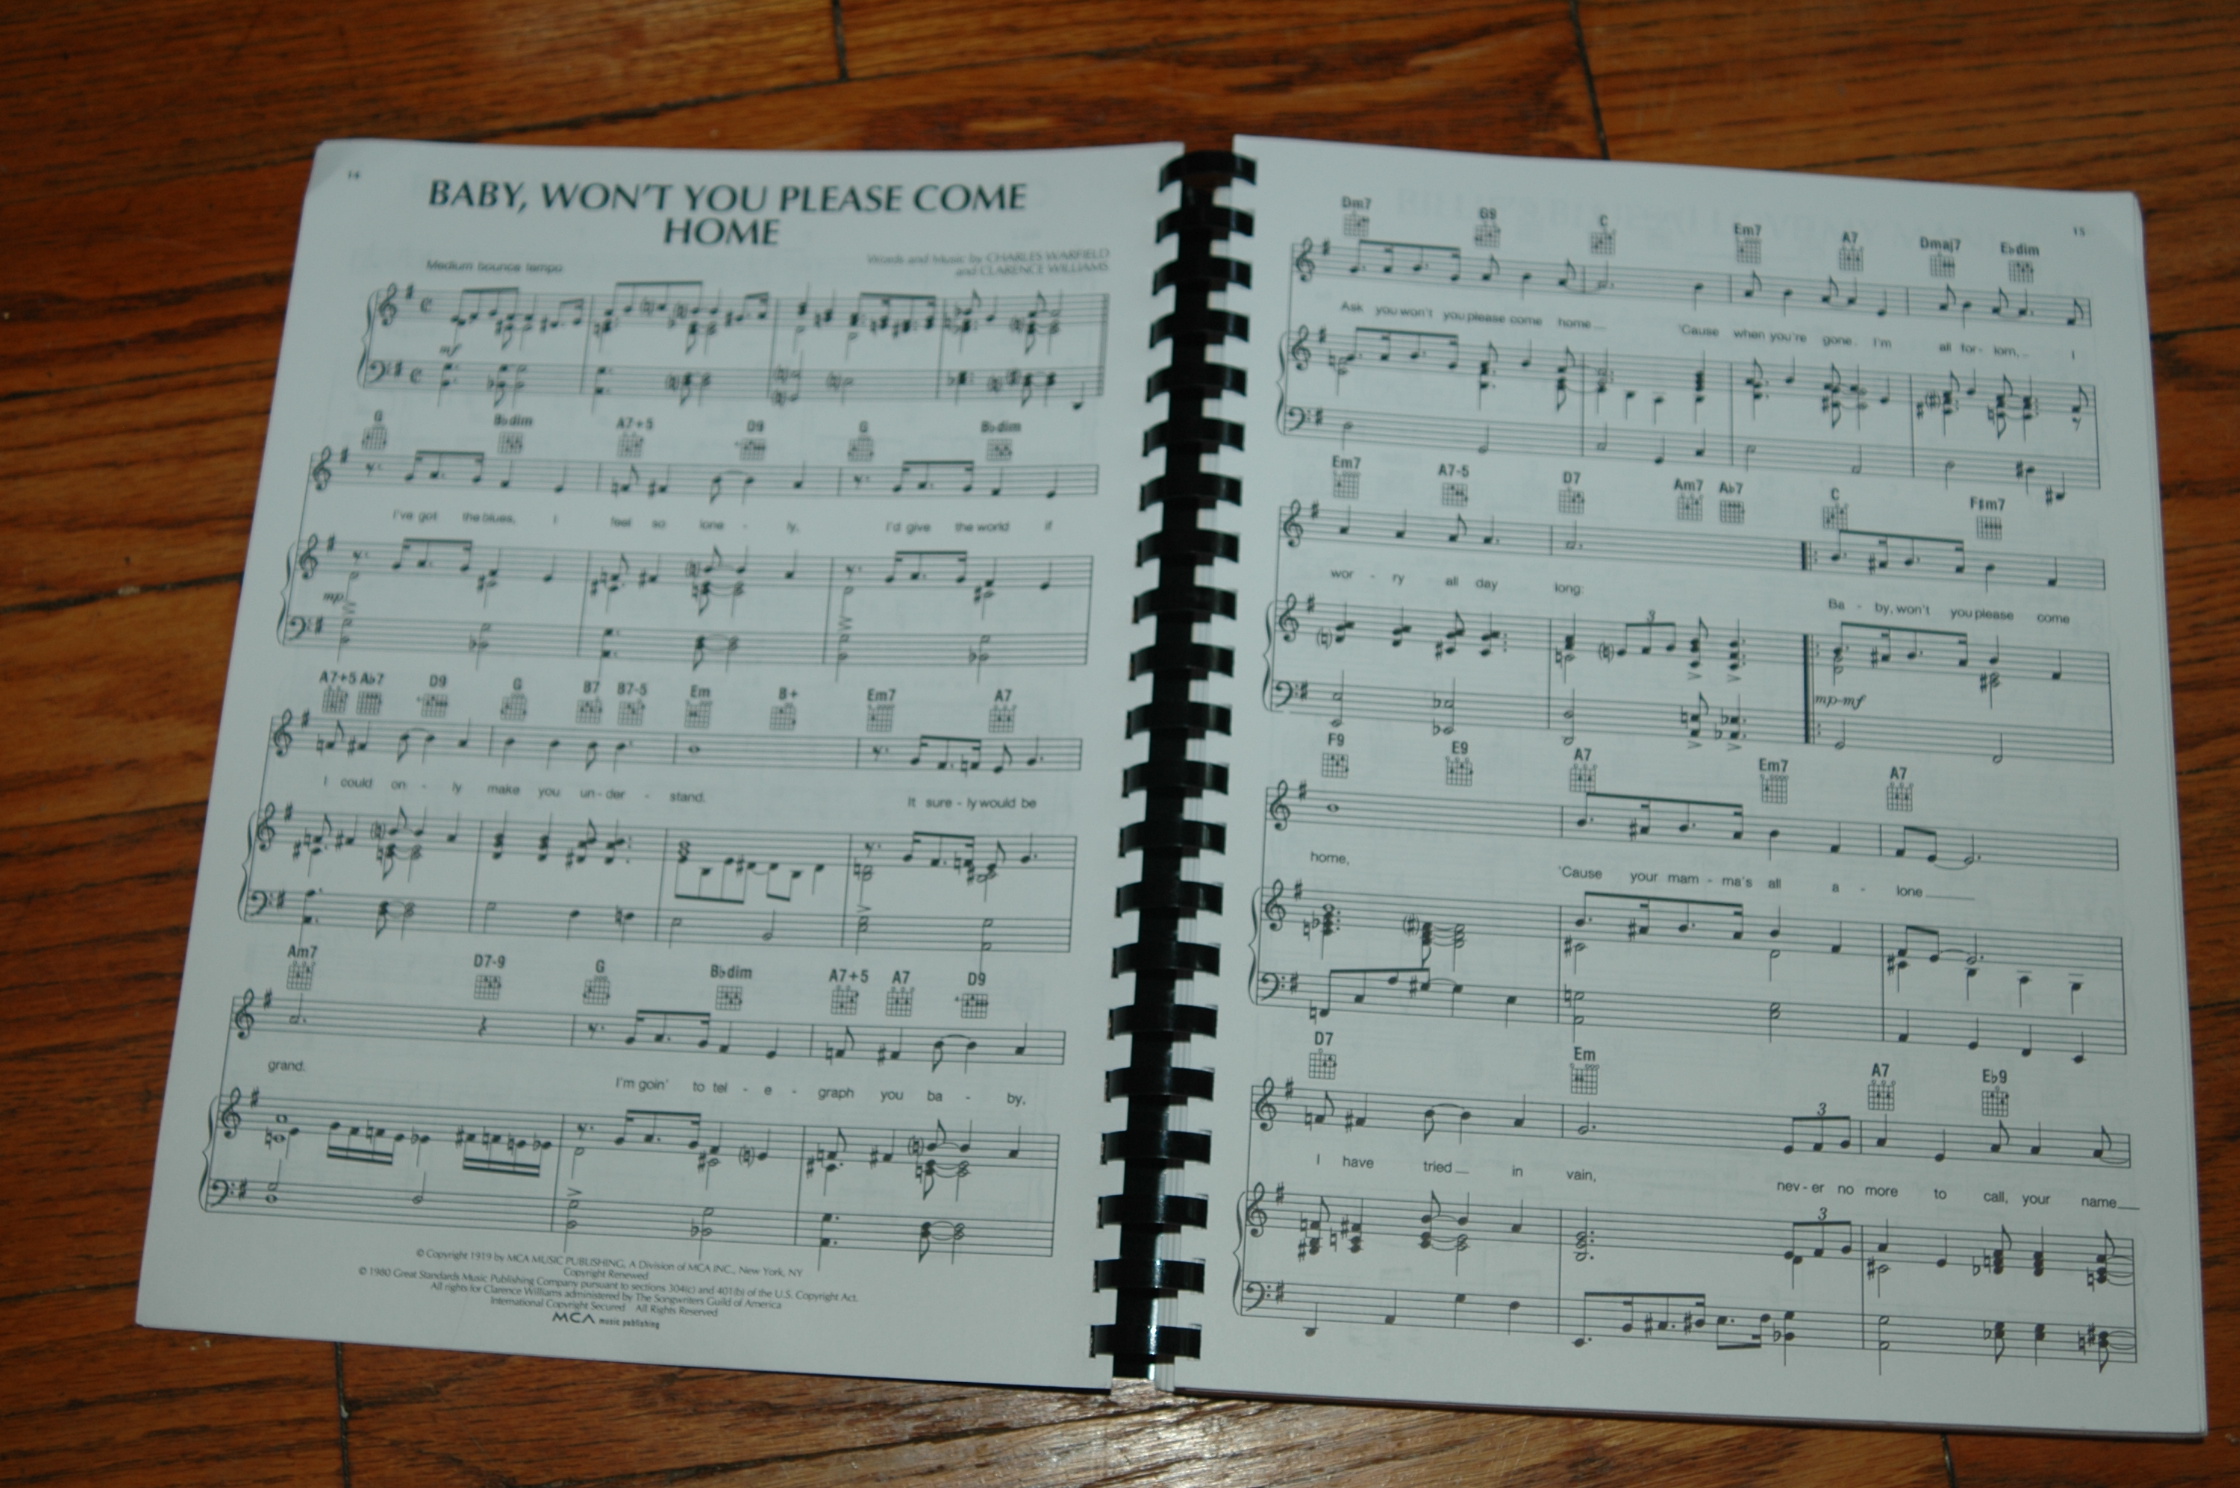 14
BABY, WON'T YOU PLEASE COME
HOME
Words and Music by CHARLES WARFIELD
and CLARENCE WILLIAMS
Medium bounce tempo
mf
G B♭dim A7+5 D9 G B♭dim
I've got the blues, I feel so lone - ly, I'd give the world if
mp
A7+5 A♭7 D9 G B7 B7-5 Em B+ Em7 A7
I could on - ly make you un - der - stand. It sure - ly would be
Am7 D7-9 G B♭dim A7+5 A7 D9
grand. I'm goin' to tel - e - graph you ba - by,
© Copyright 1919 by MCA MUSIC PUBLISHING, A Division of MCA INC., New York, NY
Copyright Renewed
© 1980 Great Standards Music Publishing Company pursuant to sections 304(c) and 401(b) of the U.S. Copyright Act.
All rights for Clarence Williams administered by The Songwriters Guild of America
International Copyright Secured All Rights Reserved
MCA music publishing
15
Dm7 G9 C Em7 A7 Dmaj7 E♭dim
Ask you won't you please come home 'Cause when you're gone, I'm all for - lorn, I
Em7 A7-5 D7 Am7 A♭7 C F♯m7
wor - ry all day long: Ba - by, won't you please come
3
mp-mf
F9 E9 A7 Em7 A7
home, 'Cause your mam - ma's all a - lone
D7 Em A7 E♭9
3
I have tried in vain, nev - er no more to call, your name
3